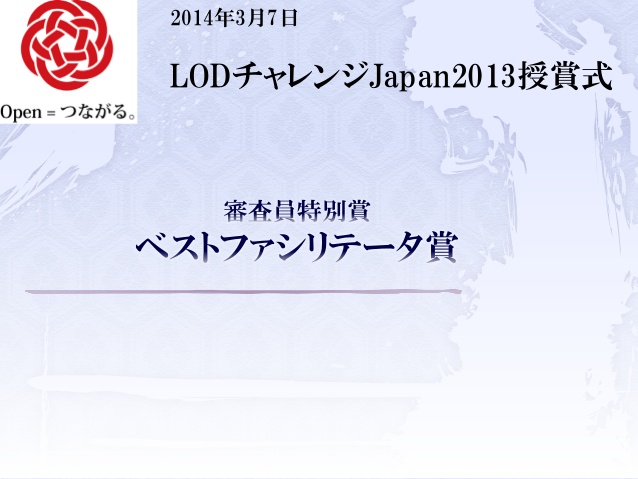 2014年3月7日
LODチャレンジJapan2013授賞式
Open = つながる。
審査員特別賞
ベストファシリテータ賞